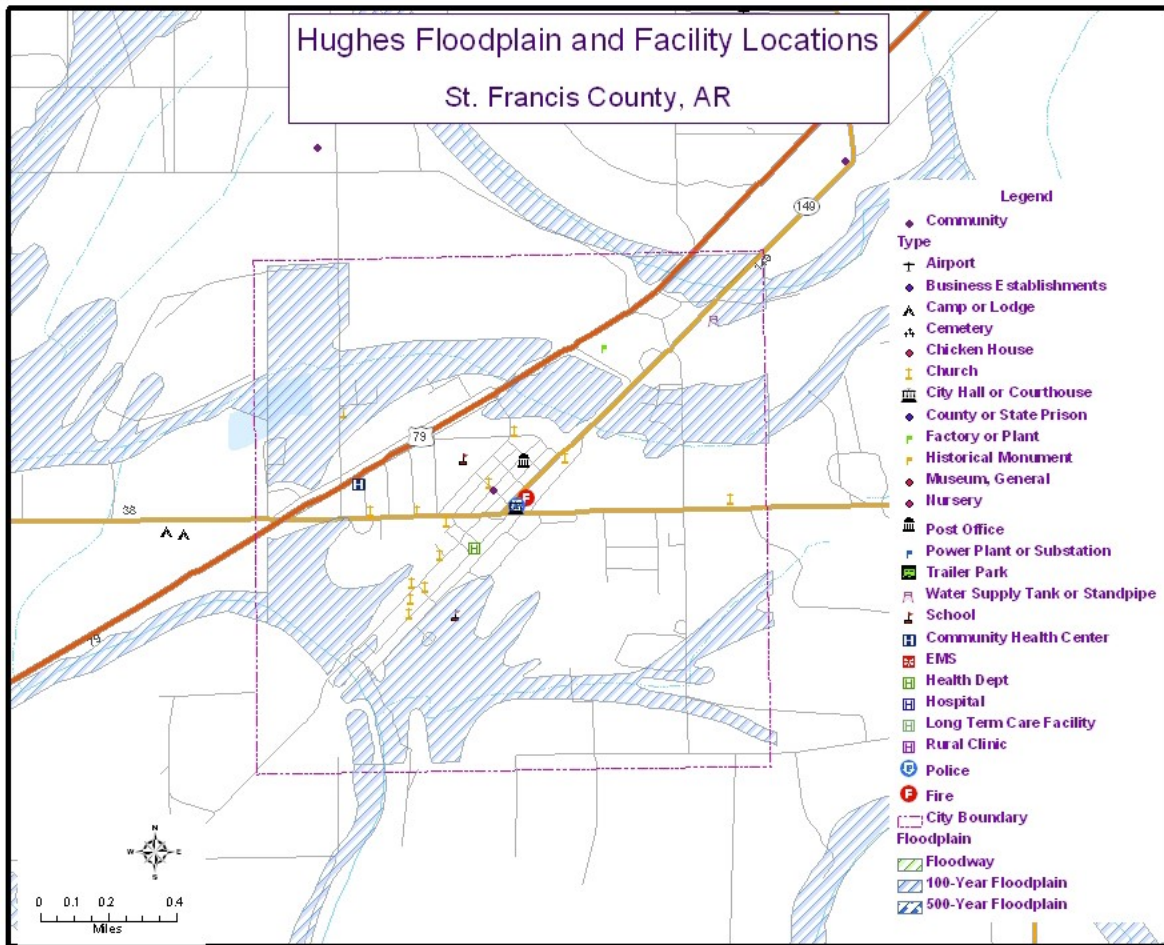 Hughes Floodplain and Facility Locations
St. Francis County, AR
149
79
38
79
Legend
Community
Type
Airport
Business Establishments
Camp or Lodge
Cemetery
Chicken House
Church
City Hall or Courthouse
County or State Prison
Factory or Plant
Historical Monument
Museum, General
Nursery
Post Office
Power Plant or Substation
Trailer Park
Water Supply Tank or Standpipe
School
H Community Health Center
EMS
H Health Dept
H Hospital
H Long Term Care Facility
H Rural Clinic
P Police
F Fire
City Boundary
Floodplain
Floodway
100-Year Floodplain
500-Year Floodplain
H
F
H
N
W E
S
0 0.1 0.2 0.4
Miles